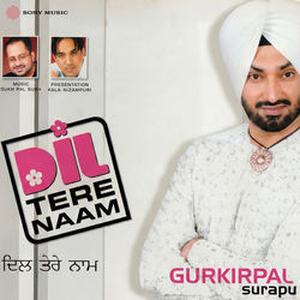 SONY MUSIC
MUSIC
SUKH PAL SUKH
PRESENTATION
KALA NIZAMPURI
DIL
TERE
NAAM
ਦਿਲ ਤੇਰੇ ਨਾਮ
GURKIRPAL
surapu